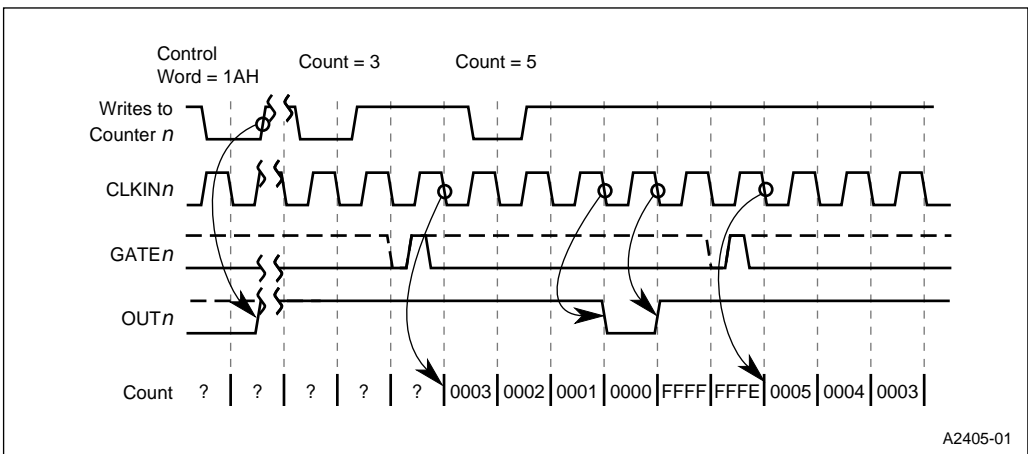 Control
Word = 1AH
Count = 3
Count = 5
Writes to
Counter n
CLKINn
GATEn
OUTn
Count ? ? ? ? ? 0003 0002 0001 0000 FFFF FFFE 0005 0004 0003
A2405-01